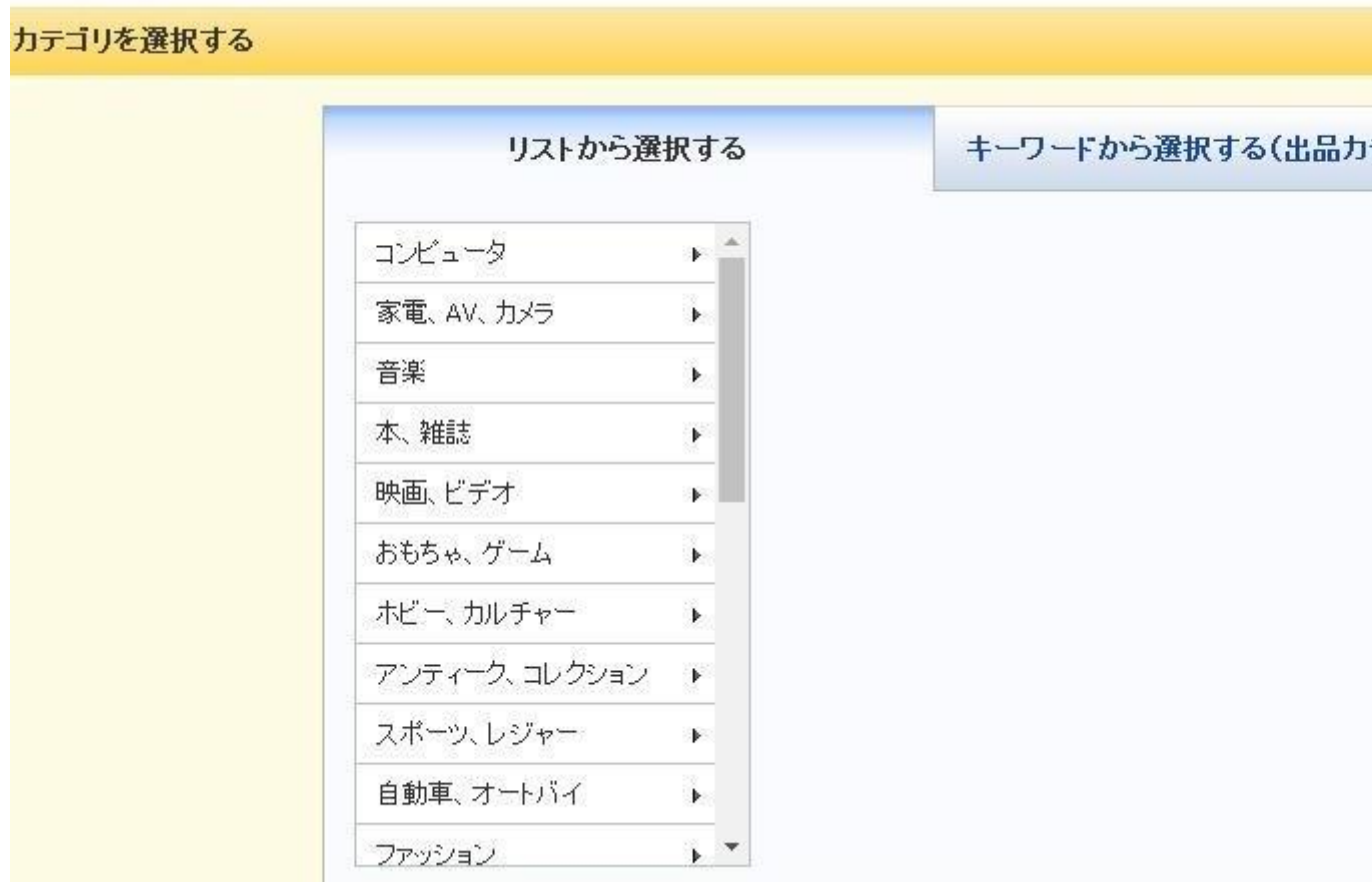 カテゴリを選択する
リストから選択する
キーワードから選択する(出品カ
コンピュータ
家電、AV、カメラ
音楽
本、雑誌
映画、ビデオ
おもちゃ、ゲーム
ホビー、カルチャー
アンティーク、コレクション
スポーツ、レジャー
自動車、オートバイ
ファッション